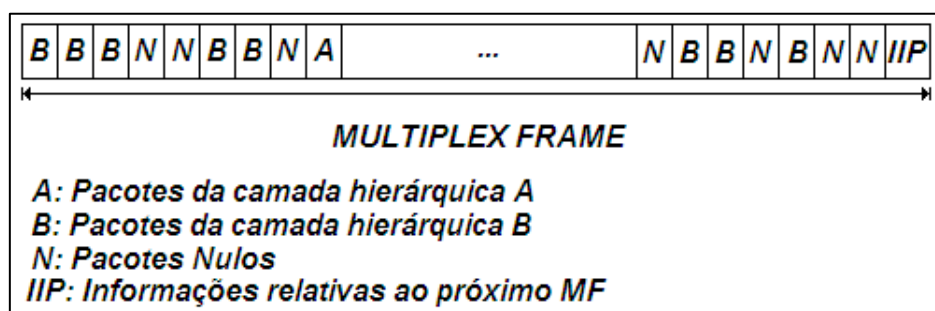 B B B N N B B N A ... N B B N B N N IIP
MULTIPLEX FRAME
A: Pacotes da camada hierárquica A
B: Pacotes da camada hierárquica B
N: Pacotes Nulos
IIP: Informações relativas ao próximo MF